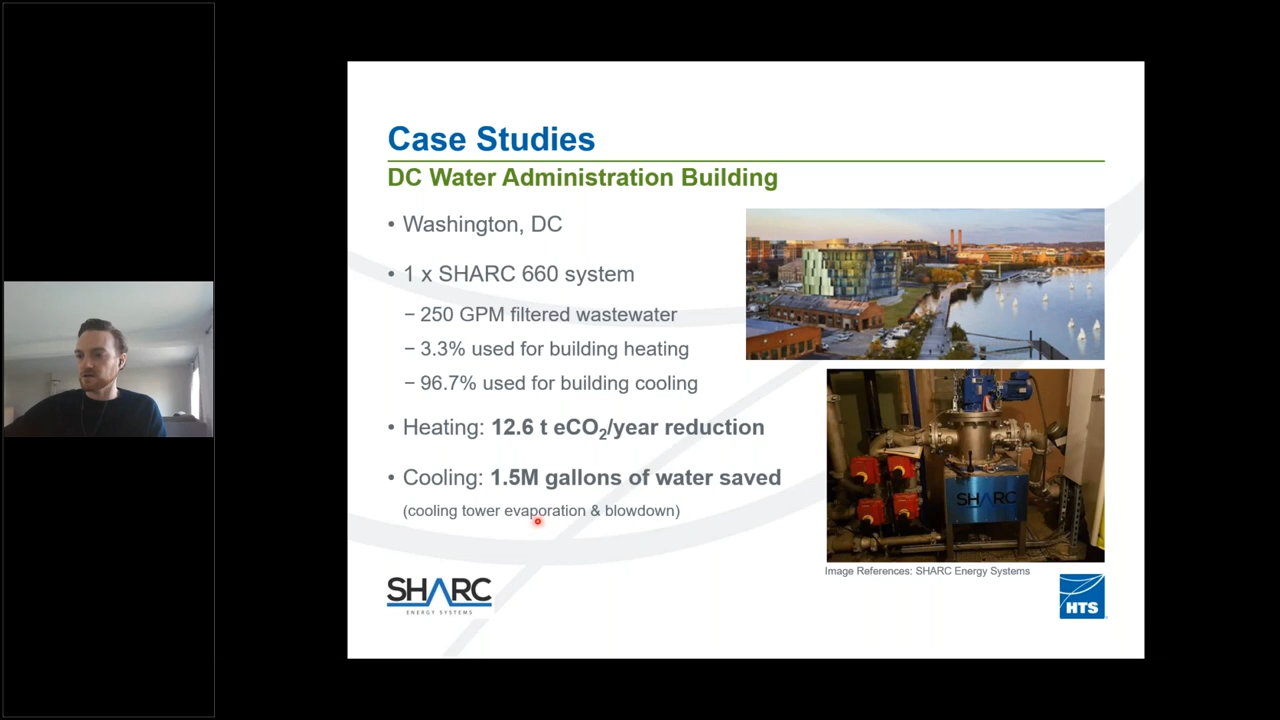 Case Studies
DC Water Administration Building
• Washington, DC
• 1 x SHARC 660 system
− 250 GPM filtered wastewater
− 3.3% used for building heating
− 96.7% used for building cooling
• Heating: 12.6 t eCO₂/year reduction
• Cooling: 1.5M gallons of water saved
(cooling tower evaporation & blowdown)
SHARC
Image References: SHARC Energy Systems
SHARC
ENERGY SYSTEMS
HTS